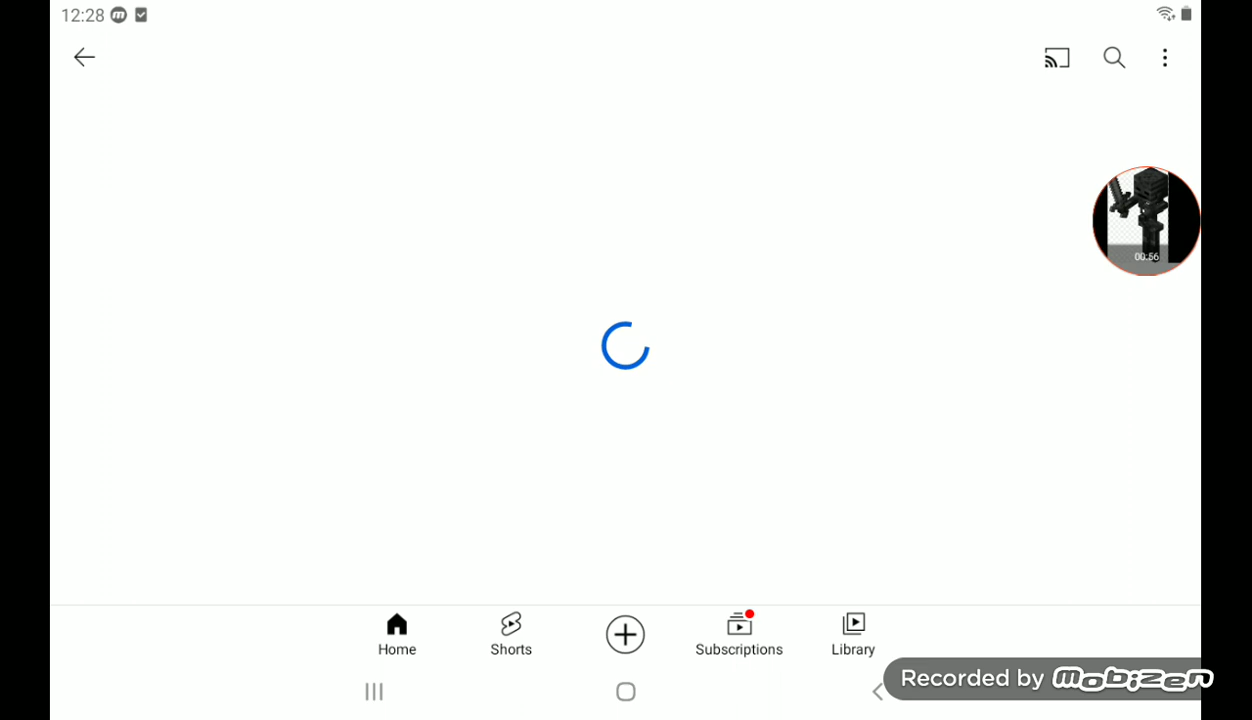 12:28
00:56
Home
Shorts
Subscriptions
Library
Recorded by mobizen